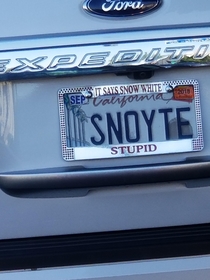 Ford
EXPEDITI
IT SAYS SNOW WHITE
SEP
California
SNOYTE
STUPID